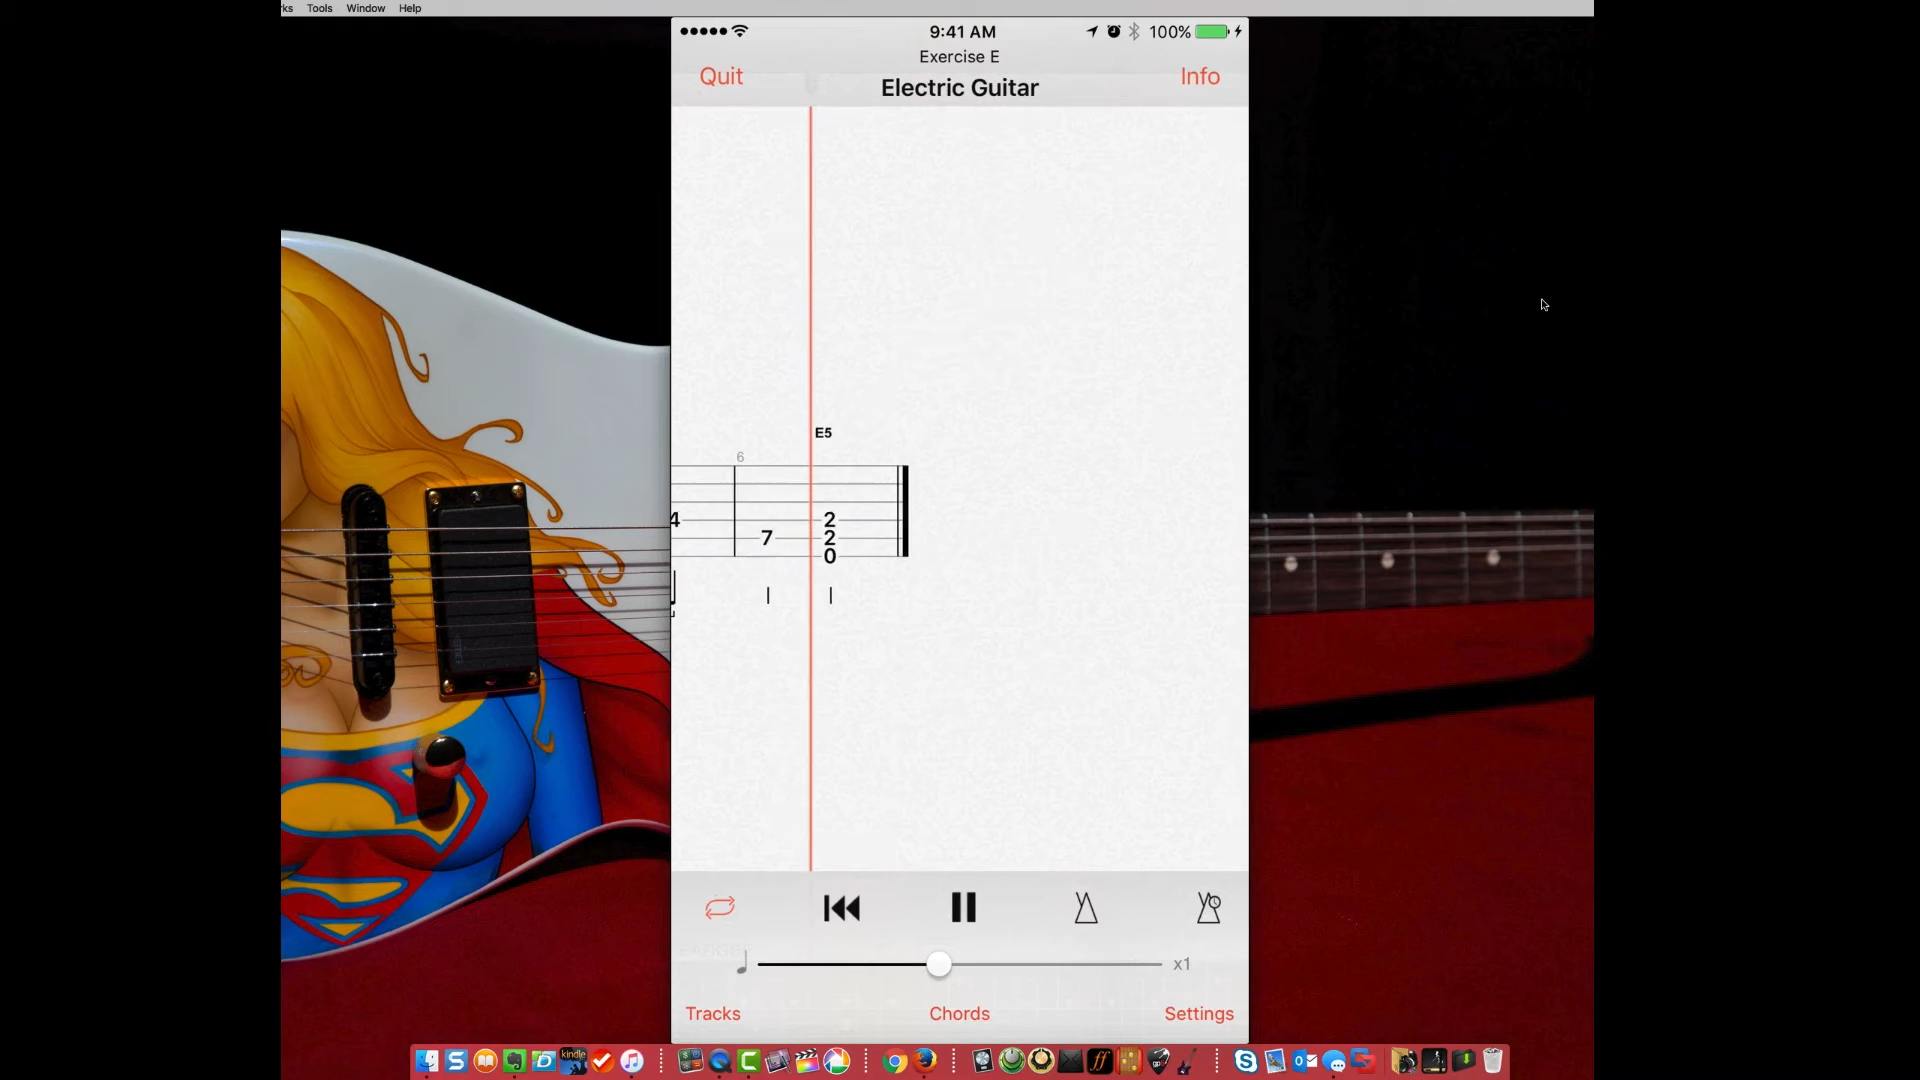 ks Tools Window Help
9:41 AM 100%
Exercise E
Quit Electric Guitar Info
E5
6
4 7 2
2
0
x1
Tracks Chords Settings
kindle